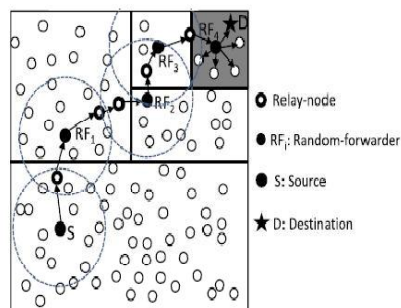 D
RF4
RF3
RF2
RF1
S
Relay-node
RFi: Random-forwarder
S: Source
D: Destination